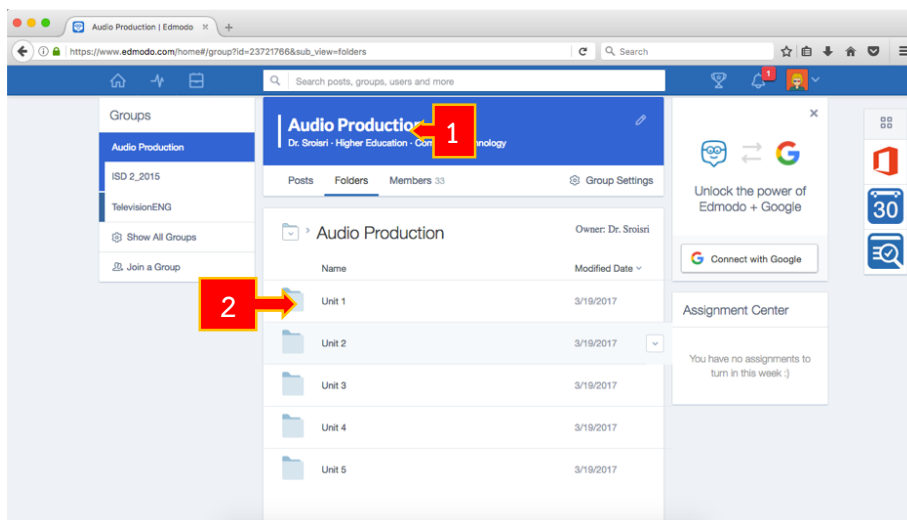 Audio Production | Edmodo
https://www.edmodo.com/home#/group?id=23721766&sub_view=folders
Search
Search posts, groups, users and more
1
Groups
Audio Production
ISD 2_2015
TelevisionENG
Show All Groups
Join a Group
Audio Production
1
Dr. Sroisri · Higher Education ·
Posts Folders Members 33 Group Settings
Audio Production
Owner: Dr. Sroisri
Name Modified Date
2
Unit 1 3/19/2017
Unit 2 3/19/2017
Unit 3 3/19/2017
Unit 4 3/19/2017
Unit 5 3/19/2017
G
Unlock the power of
Edmodo + Google
G Connect with Google
Assignment Center
You have no assignments to
turn in this week :)
30